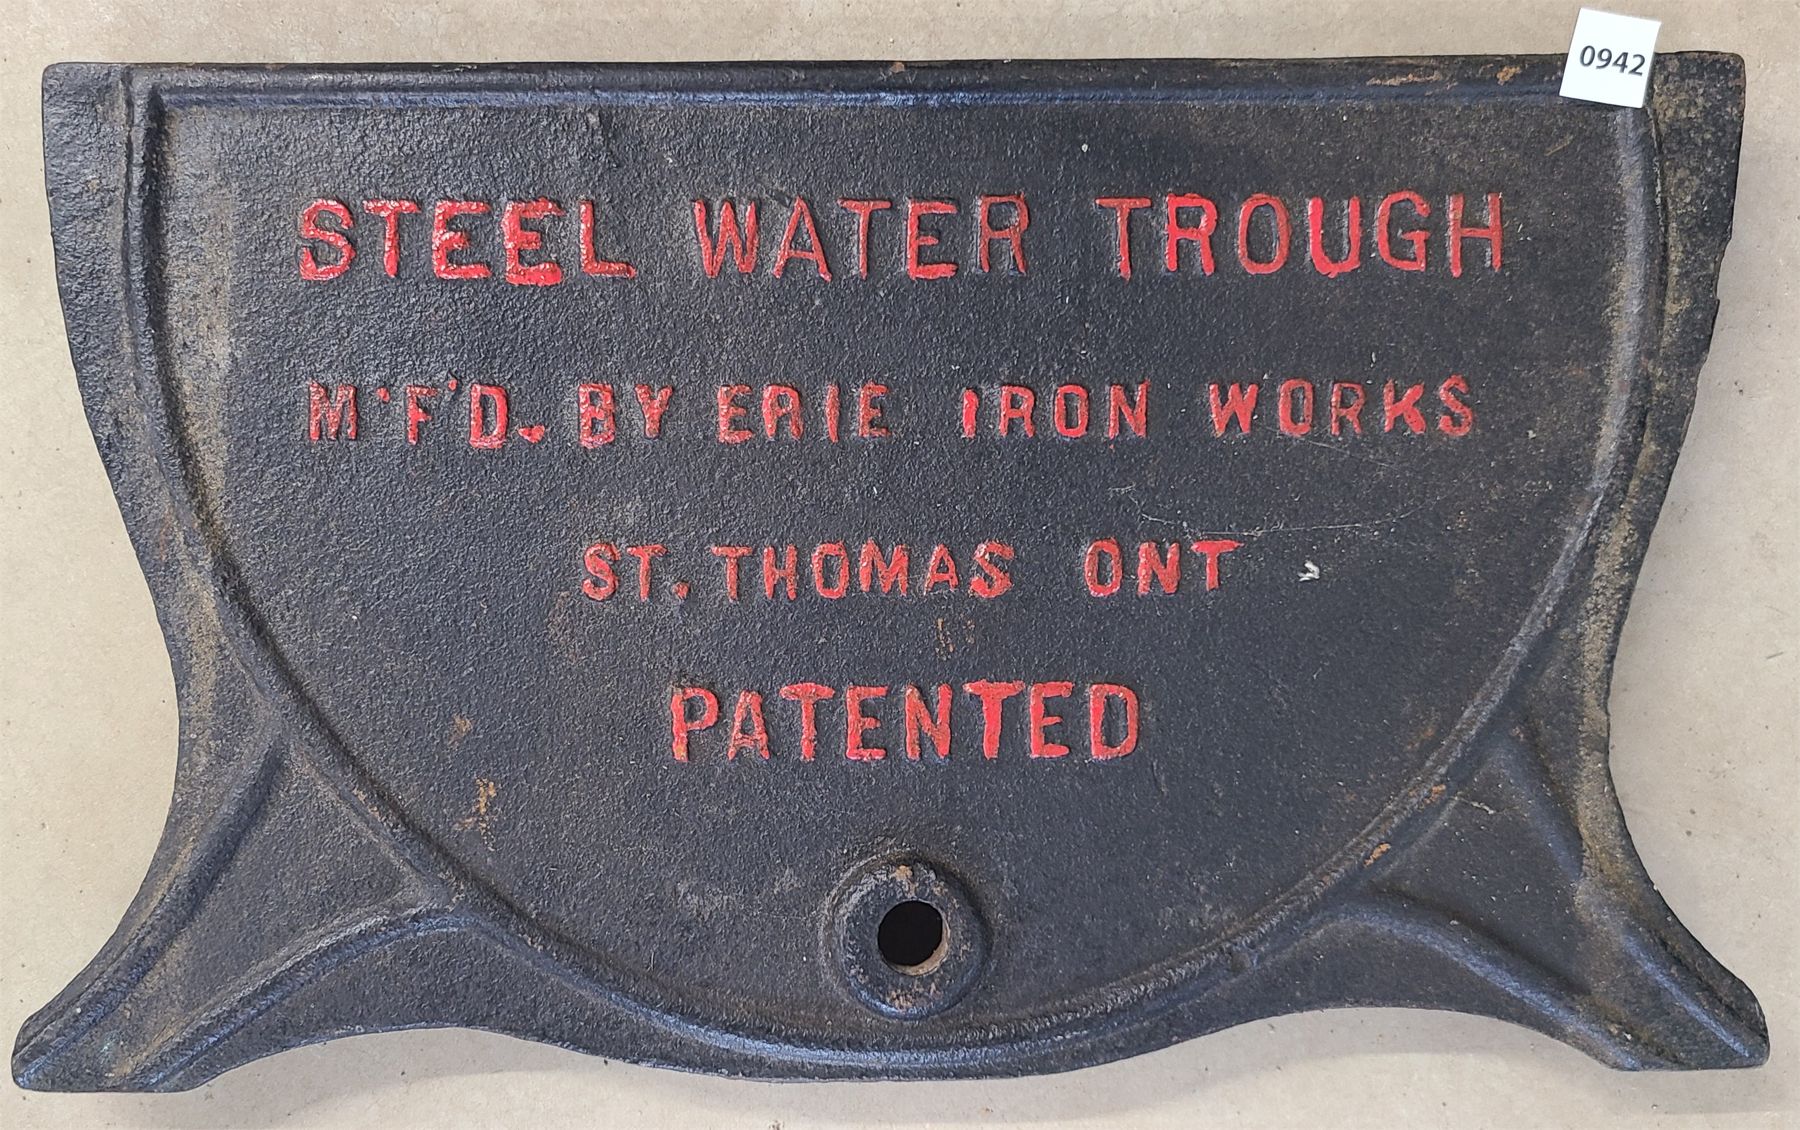 0942
STEEL WATER TROUGH
M'F'D. BY ERIE IRON WORKS
ST. THOMAS ONT
PATENTED